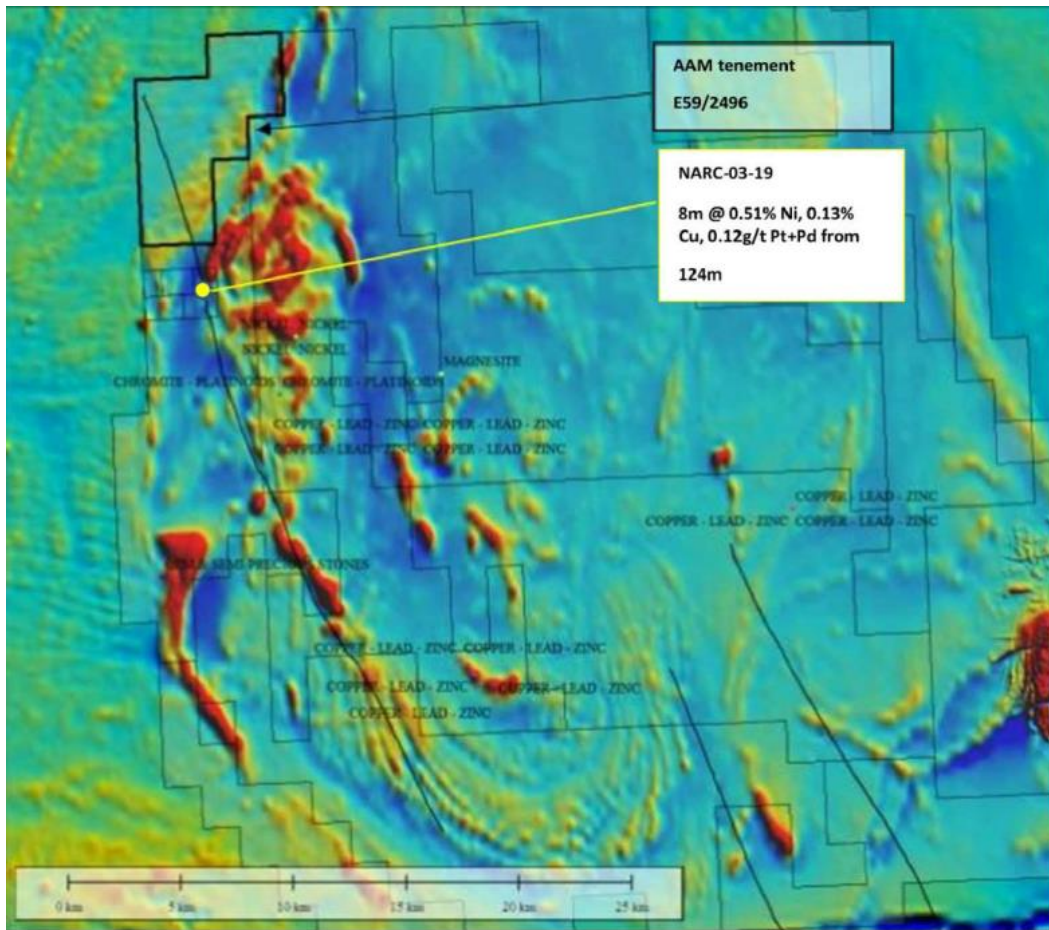 AAM tenement
E59/2496
NARC-03-19
8m @ 0.51% Ni, 0.13%
Cu, 0.12g/t Pt+Pd from
124m
NICKEL NICKEL
NICKEL NICKEL
MAGNESITE
CHROMITE - PLATINOIDS CHROMITE - PLATINOIDS
COPPER - LEAD - ZINC COPPER - LEAD - ZINC
COPPER - LEAD - ZINC COPPER - LEAD - ZINC
COPPER - LEAD - ZINC
COPPER - LEAD - ZINC COPPER - LEAD - ZINC
SEMI PRECIOUS STONES
COPPER - LEAD - ZINC COPPER - LEAD - ZINC
COPPER - LEAD - ZINC COPPER - LEAD - ZINC
COPPER - LEAD - ZINC
0 km 5 km 10 km 15 km 20 km 25 km